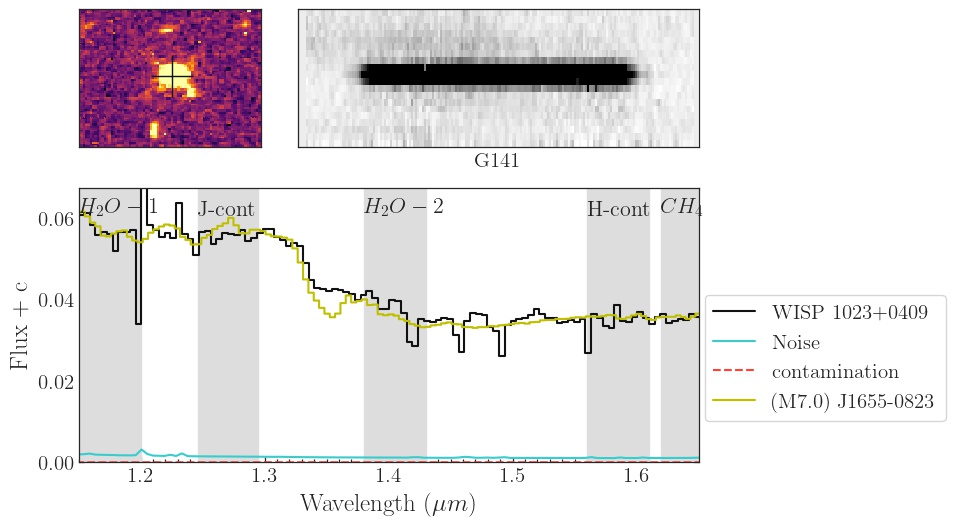 G141
H₂O − 1
J-cont
H₂O − 2
H-cont
CH₄
0.06
0.04
0.02
0.00
Flux + c
1.2
1.3
1.4
1.5
1.6
Wavelength (μm)
WISP 1023+0409
Noise
contamination
(M7.0) J1655-0823